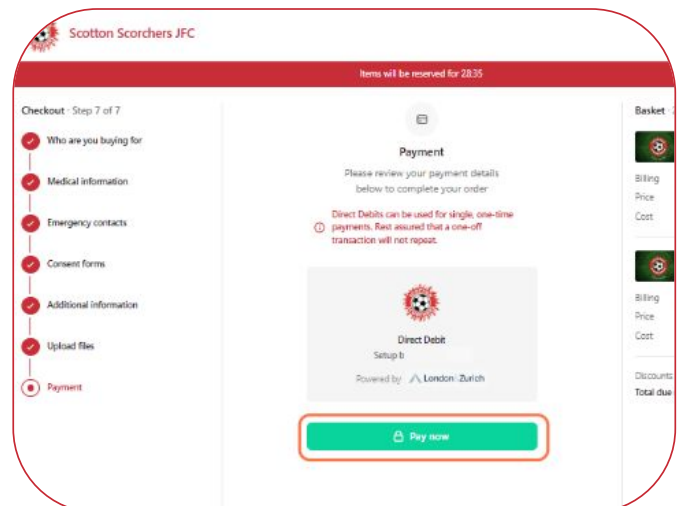 Scotton Scorchers JFC
Items will be reserved for 28:35
Checkout · Step 7 of 7
Who are you buying for
Medical information
Emergency contacts
Consent forms
Additional information
Upload files
Payment
Payment
Please review your payment details
below to complete your order
Direct Debits can be used for single, one-time
payments. Rest assured that a one-off
transaction will not repeat.
Direct Debit
Setup b
Powered by London Zurich
Pay now
Basket
Billing
Price
Cost
Billing
Price
Cost
Discounts
Total due